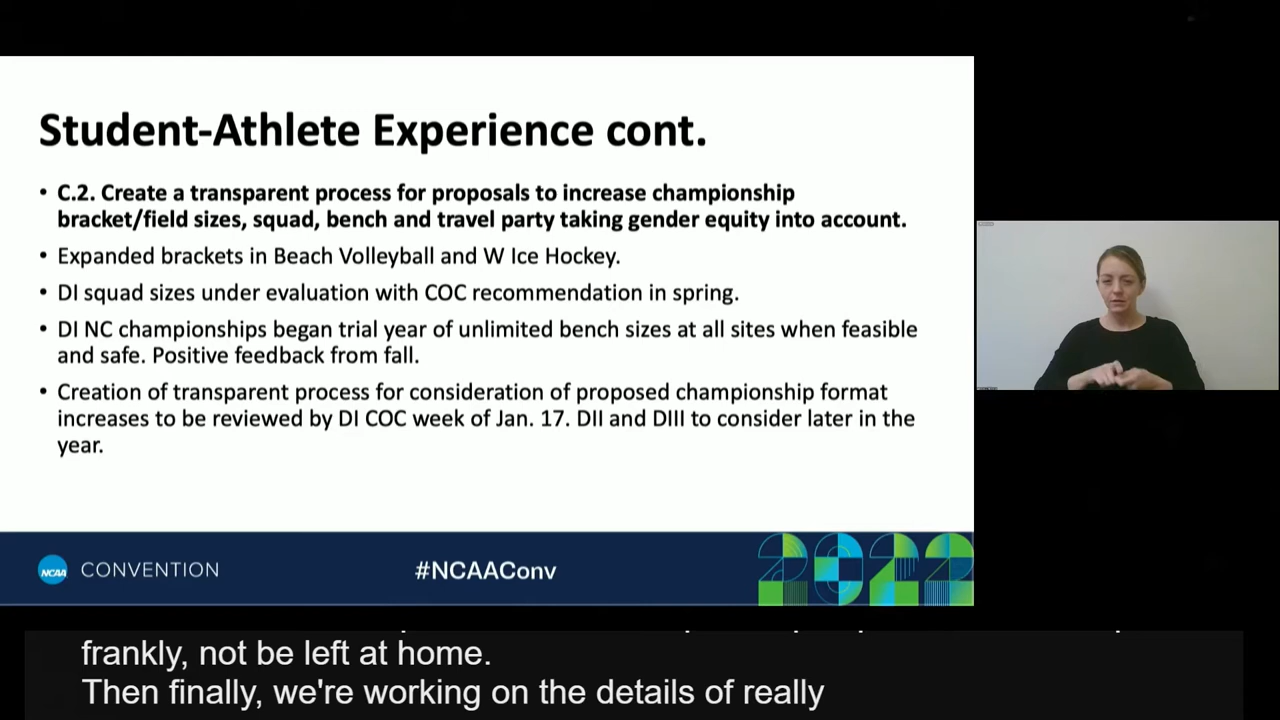 Student-Athlete Experience cont.
• C.2. Create a transparent process for proposals to increase championship
bracket/field sizes, squad, bench and travel party taking gender equity into account.
• Expanded brackets in Beach Volleyball and W Ice Hockey.
• DI squad sizes under evaluation with COC recommendation in spring.
• DI NC championships began trial year of unlimited bench sizes at all sites when feasible
and safe. Positive feedback from fall.
• Creation of transparent process for consideration of proposed championship format
increases to be reviewed by DI COC week of Jan. 17. DII and DIII to consider later in the
year.
NCAA CONVENTION
#NCAAConv
2022
frankly, not be left at home.
Then finally, we're working on the details of really